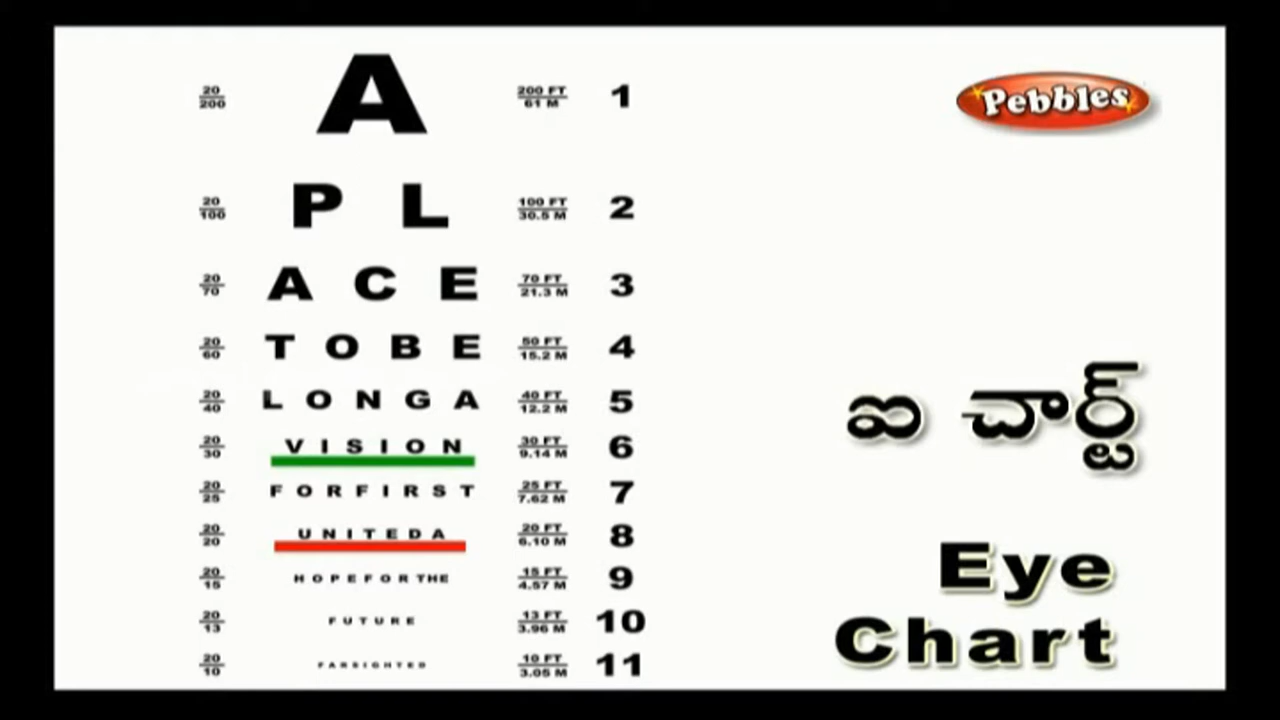 20
200
A
200 FT
61 M
1
Pebbles
20
100
P L
100 FT
30.5 M
2
20
70
A C E
70 FT
21.3 M
3
20
60
T O B E
50 FT
15.2 M
4
20
40
L O N G A
40 FT
12.2 M
5
ఐ చార్ట్
20
30
V I S I O N
30 FT
9.14 M
6
20
25
F O R F I R S T
25 FT
7.62 M
7
20
20
U N I T E D A
20 FT
6.10 M
8
20
15
H O P E F O R T H E
15 FT
4.57 M
9
20
13
F U T U R E
13 FT
3.96 M
10
20
10
F A R S I G H T E D
10 FT
3.05 M
11
Eye
Chart